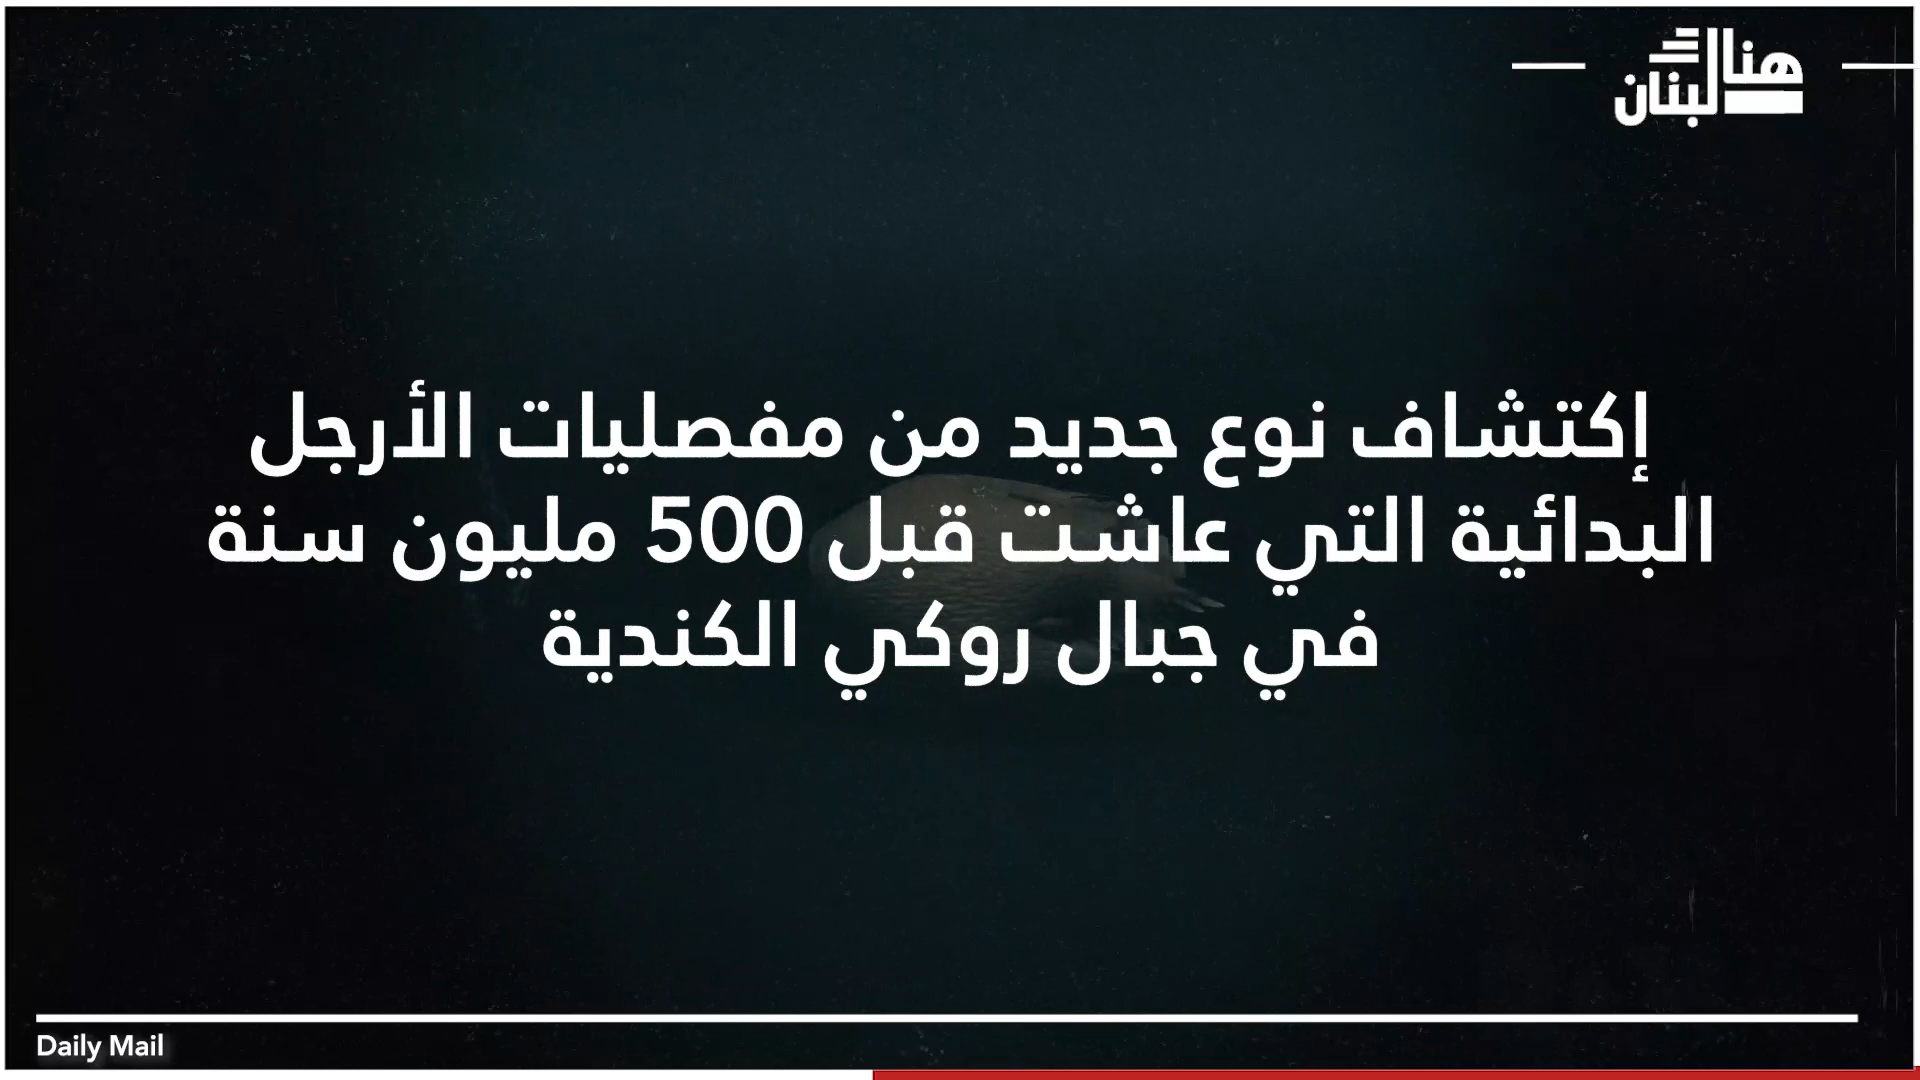 هنا لبنان
إكتشاف نوع جديد من مفصليات الأرجل
البدائية التي عاشت قبل 500 مليون سنة
في جبال روكي الكندية
Daily Mail